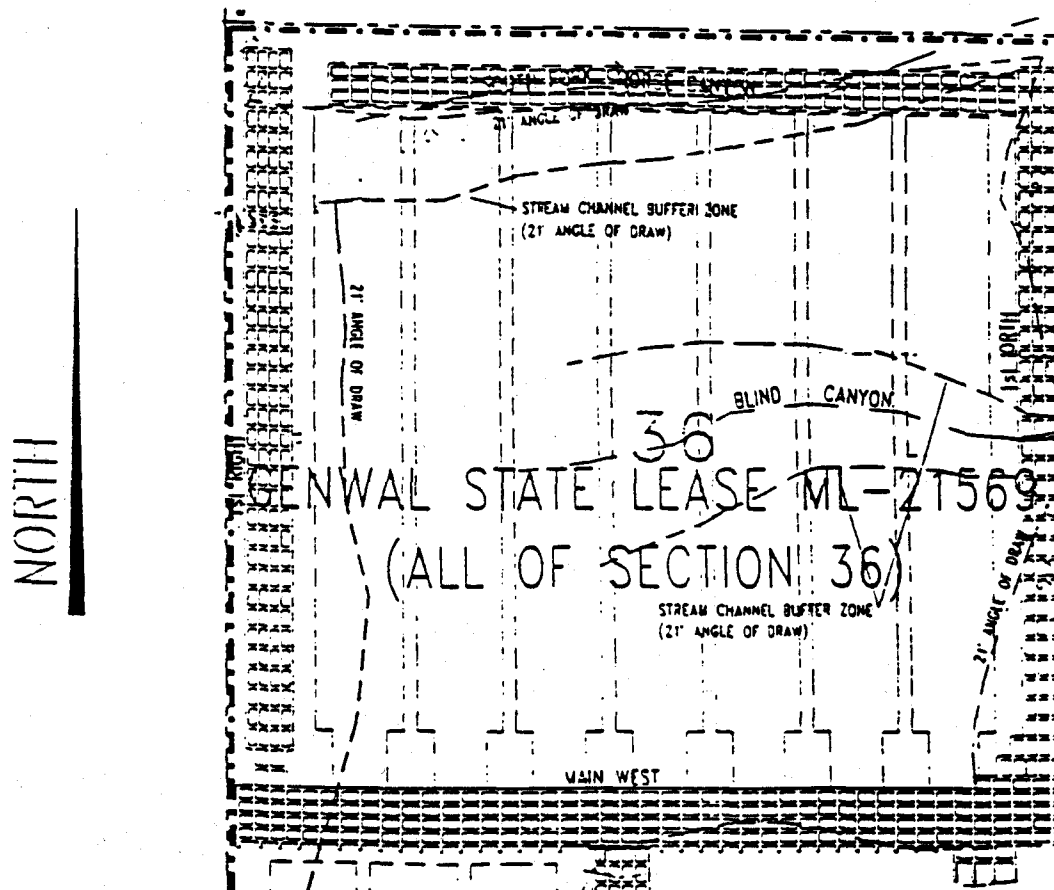 21' ANGLE OF DRAW
STREAM CHANNEL BUFFER ZONE
(21' ANGLE OF DRAW)
21' ANGLE OF DRAW
1st NORTH
BLIND CANYON
36
NORTH
1st RIGHT
GENWAL STATE LEASE ML-21569
(ALL OF SECTION 36)
STREAM CHANNEL BUFFER ZONE
(21' ANGLE OF DRAW)
21' ANGLE OF DRAW
MAIN WEST